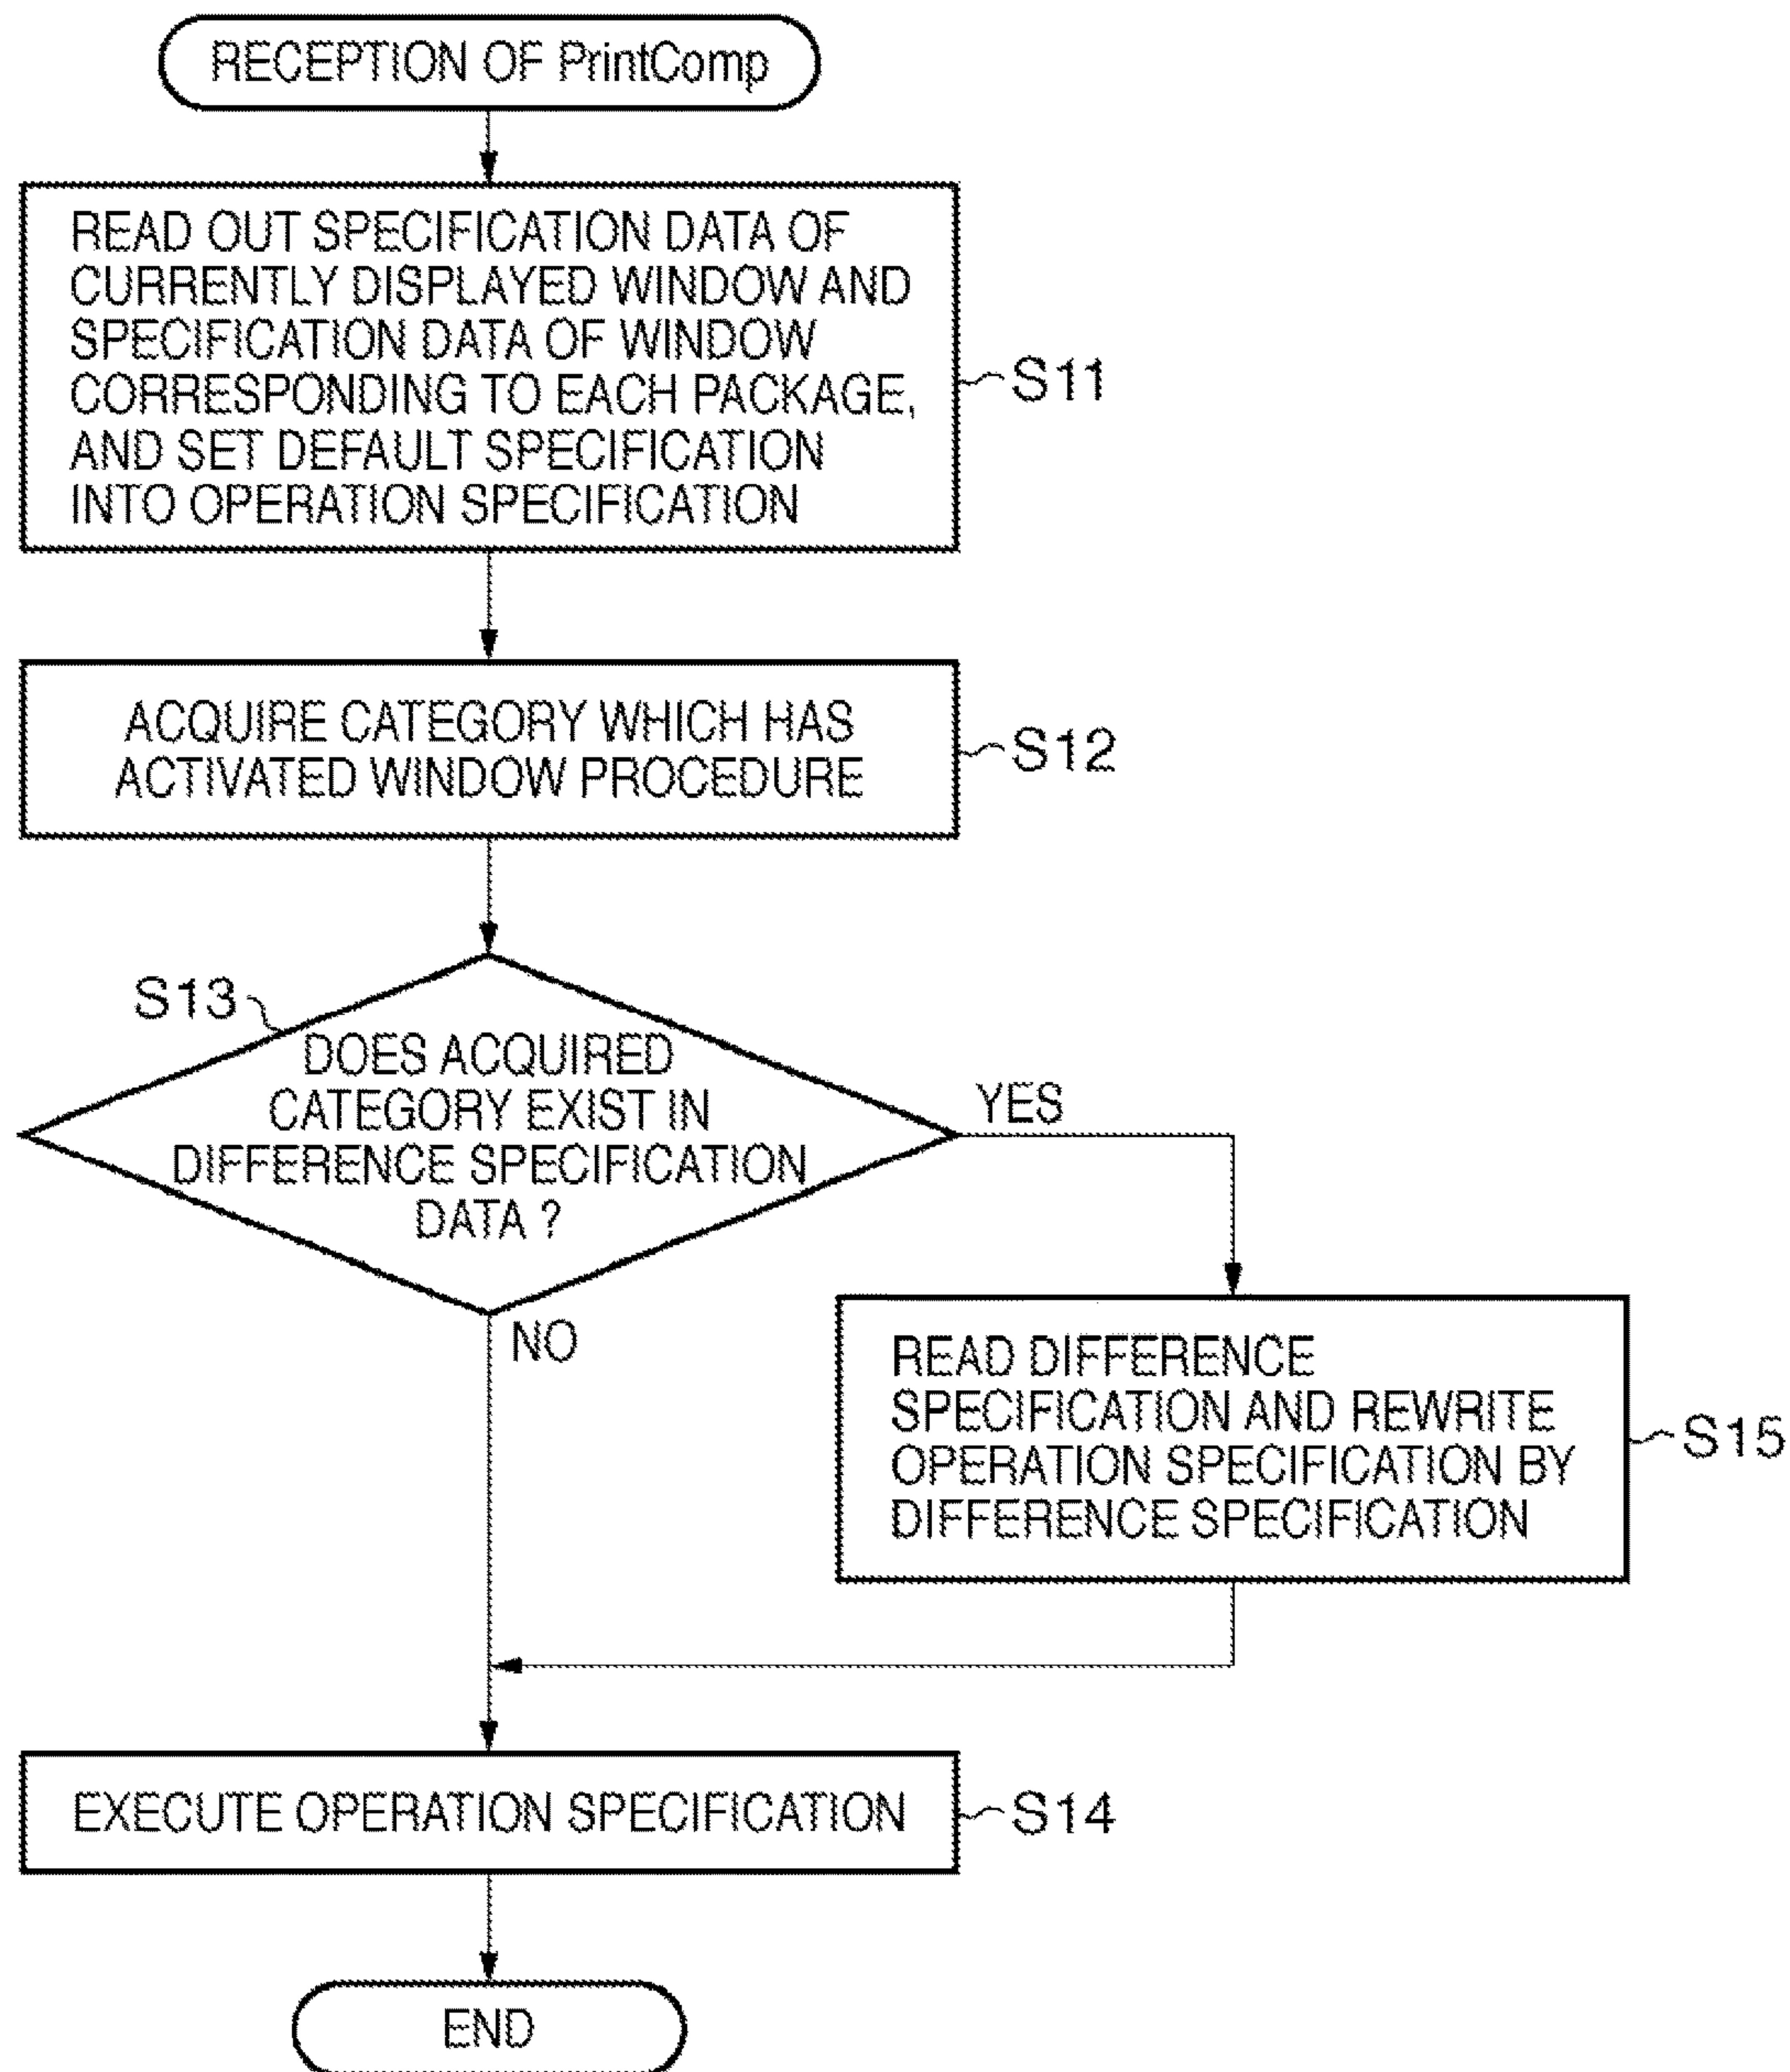 RECEPTION OF PrintComp
READ OUT SPECIFICATION DATA OF
CURRENTLY DISPLAYED WINDOW AND
SPECIFICATION DATA OF WINDOW
CORRESPONDING TO EACH PACKAGE,
AND SET DEFAULT SPECIFICATION
INTO OPERATION SPECIFICATION
S11
ACQUIRE CATEGORY WHICH HAS
ACTIVATED WINDOW PROCEDURE
S12
S13
DOES ACQUIRED
CATEGORY EXIST IN
DIFFERENCE SPECIFICATION
DATA ?
YES
NO
READ DIFFERENCE
SPECIFICATION AND REWRITE
OPERATION SPECIFICATION BY
DIFFERENCE SPECIFICATION
S15
EXECUTE OPERATION SPECIFICATION
S14
END